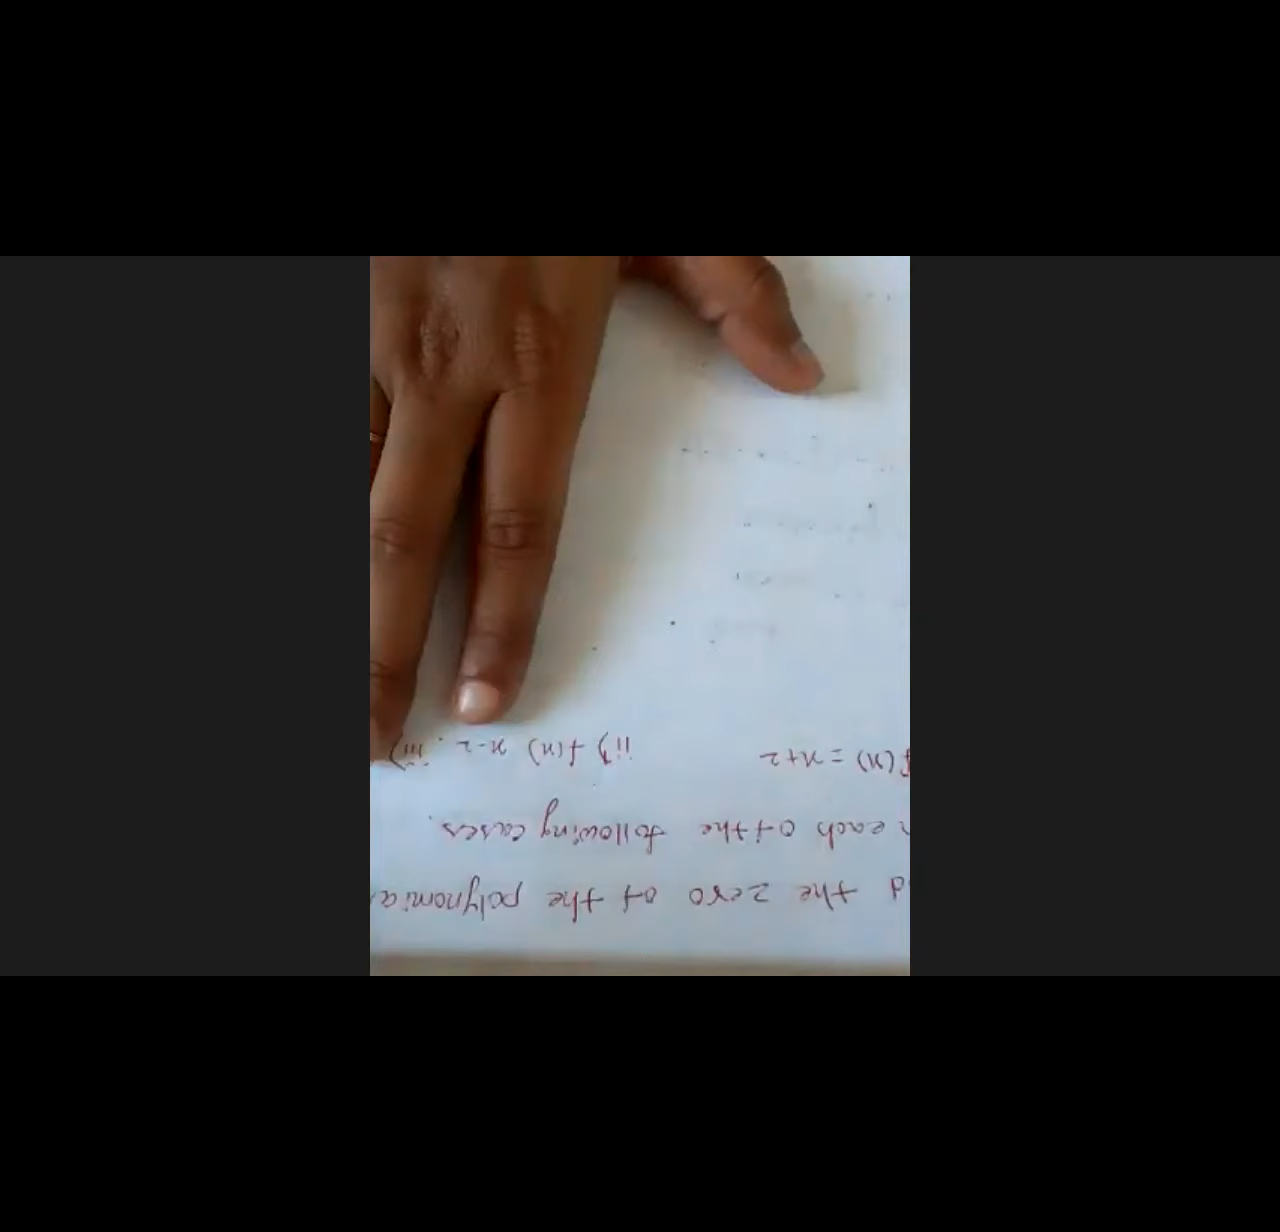 d the zero of the polynomia
n each of the following cases.
f(x) = x+2 ii) f(x) x-2. iii)